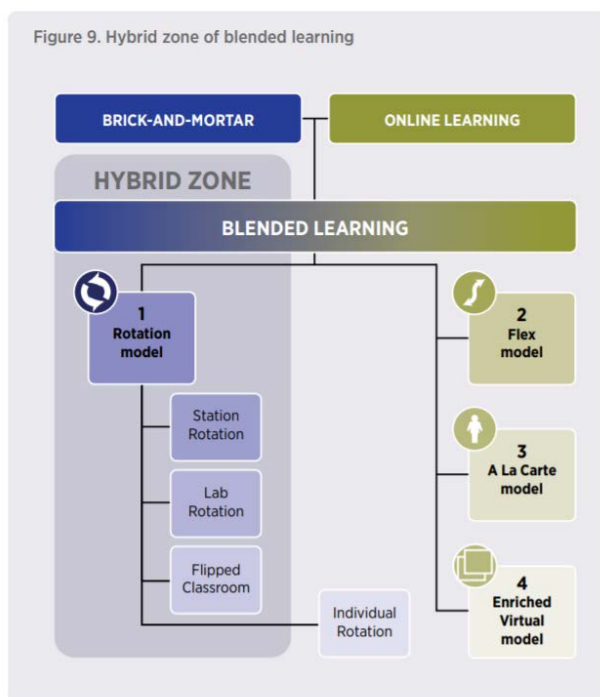 Figure 9. Hybrid zone of blended learning
BRICK-AND-MORTAR
ONLINE LEARNING
HYBRID ZONE
BLENDED LEARNING
1
Rotation
model
Station
Rotation
Lab
Rotation
Flipped
Classroom
Individual
Rotation
2
Flex
model
3
A La Carte
model
4
Enriched
Virtual
model